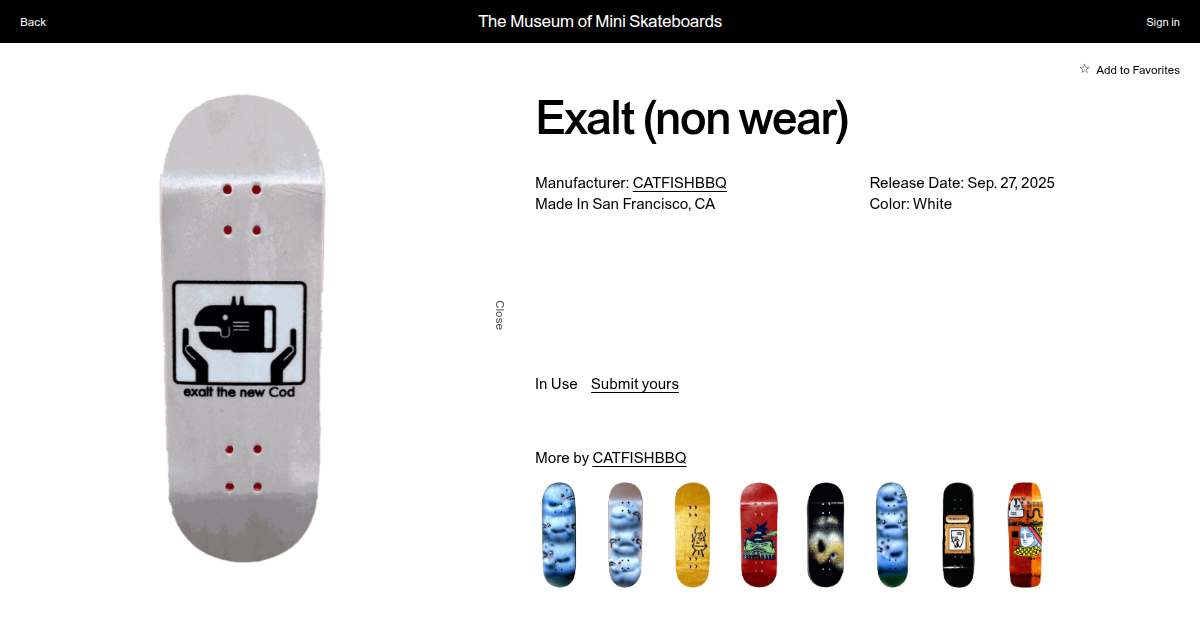 Back
The Museum of Mini Skateboards
Sign in
☆ Add to Favorites
Exalt (non wear)
Manufacturer: CATFISHBBQ
Made In San Francisco, CA
Release Date: Sep. 27, 2025
Color: White
exalt the new Cod
Close
In Use
Submit yours
More by CATFISHBBQ